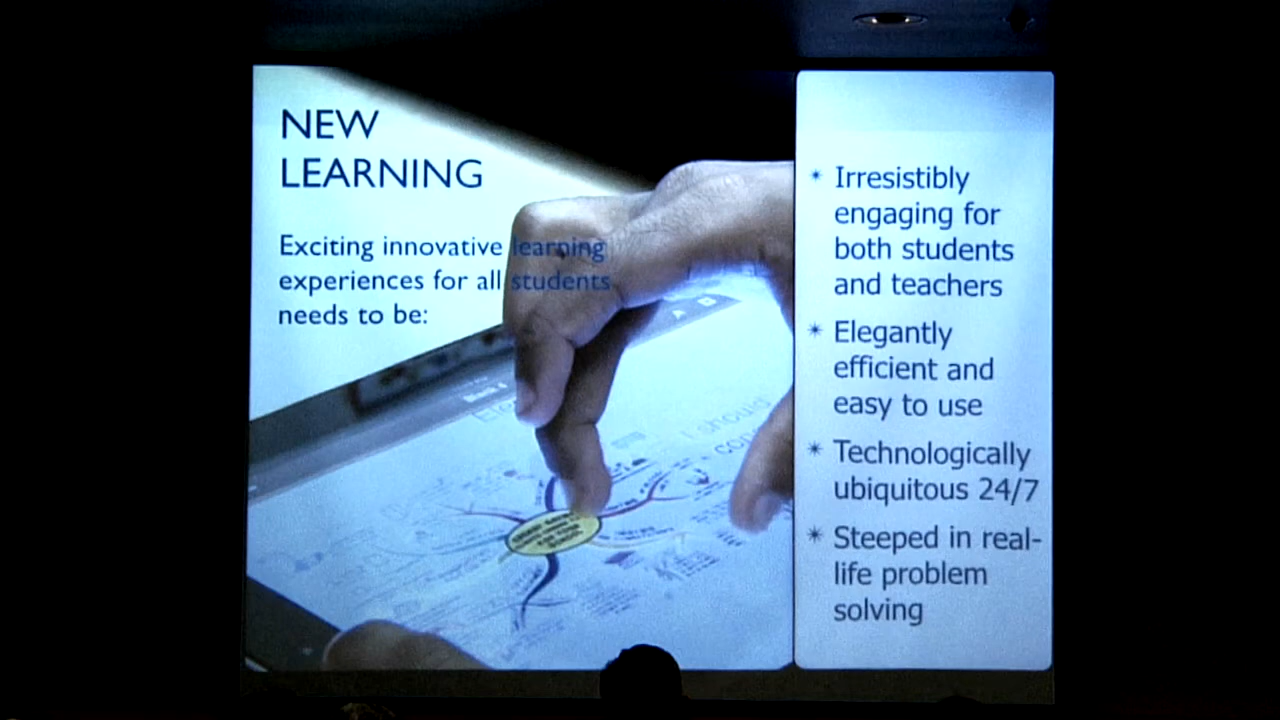 NEW
LEARNING
Exciting innovative learning
experiences for all students
needs to be:
* Irresistibly
engaging for
both students
and teachers
* Elegantly
efficient and
easy to use
* Technologically
ubiquitous 24/7
* Steeped in real-
life problem
solving
I should